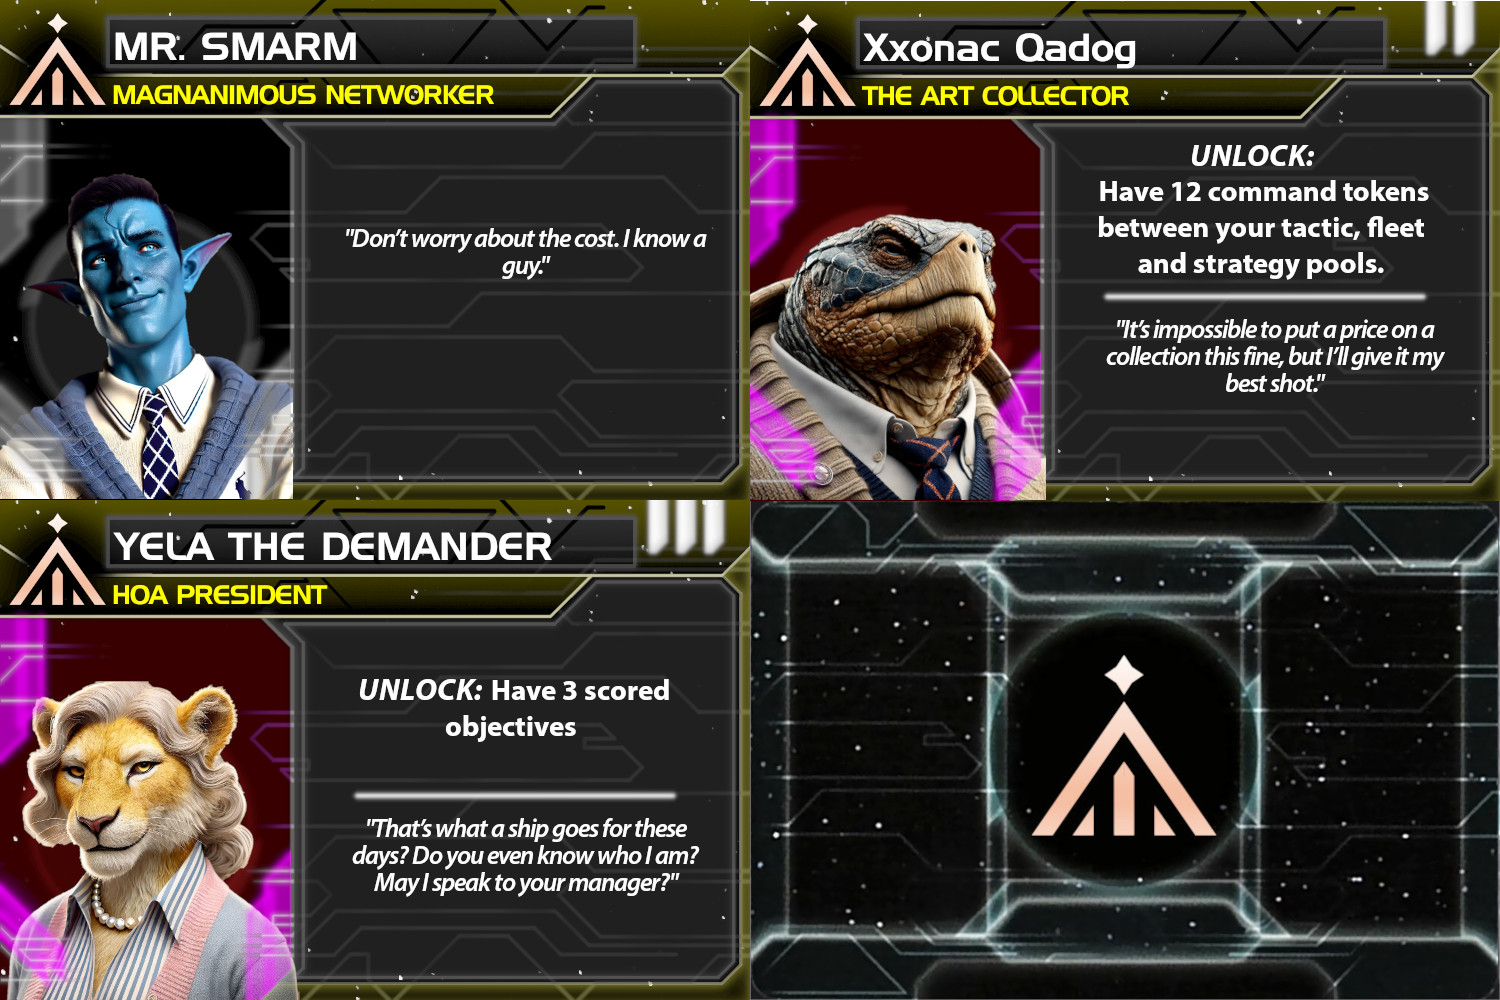 MR. SMARM
MAGNANIMOUS NETWORKER
"Don't worry about the cost. I know a
guy."
Xxonac Qadog
THE ART COLLECTOR
UNLOCK:
Have 12 command tokens
between your tactic, fleet
and strategy pools.
"It's impossible to put a price on a
collection this fine, but I'll give it my
best shot."
YELA THE DEMANDER
HOA PRESIDENT
UNLOCK: Have 3 scored
objectives
"That's what a ship goes for these
days? Do you even know who I am?
May I speak to your manager?"